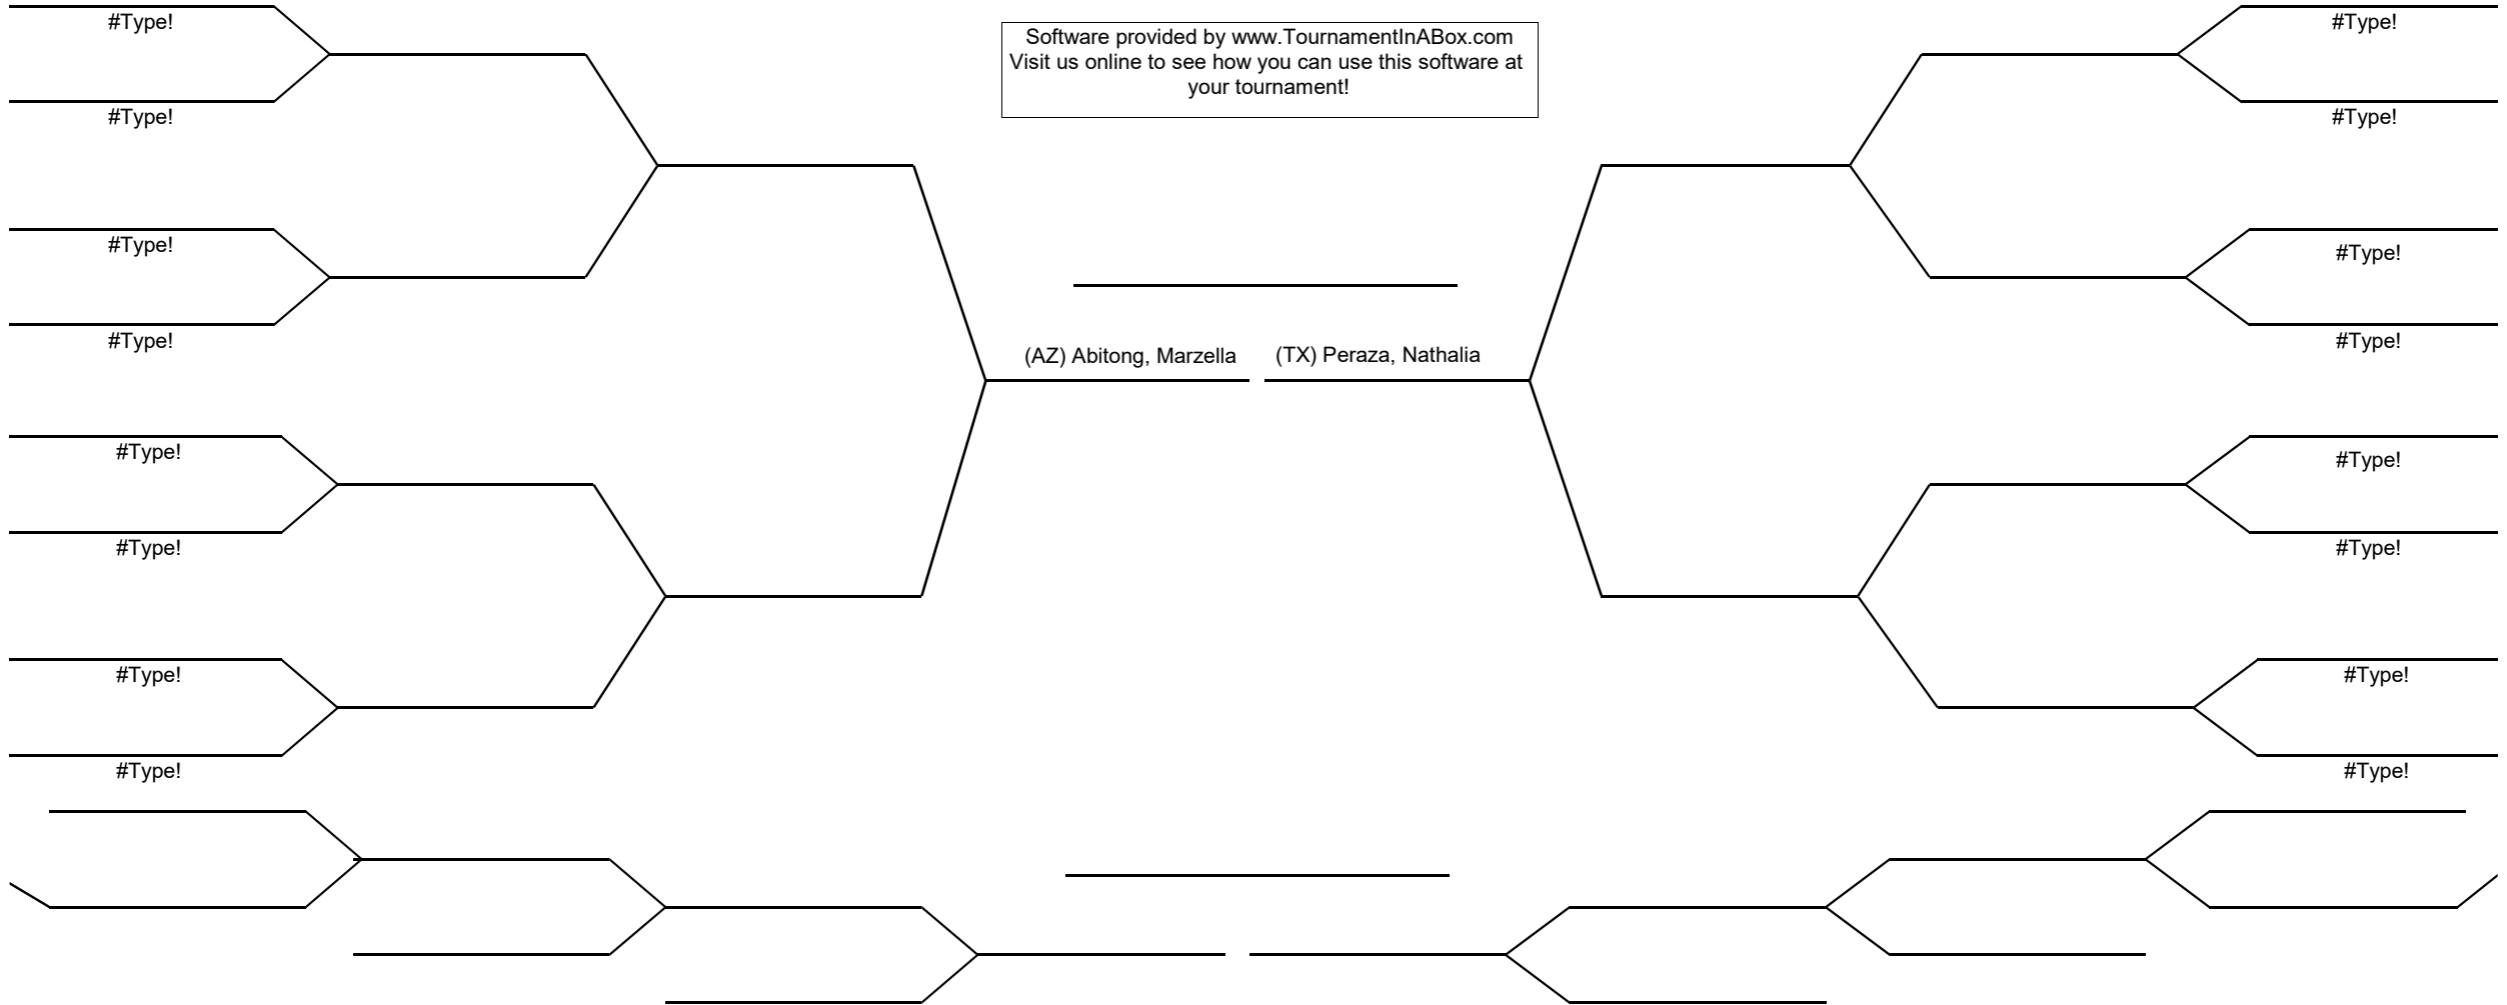 #Type!
#Type!
Software provided by www.TournamentInABox.com
Visit us online to see how you can use this software at
your tournament!
#Type!
#Type!
#Type!
#Type!
#Type!
#Type!
(AZ) Abitong, Marzella
(TX) Peraza, Nathalia
#Type!
#Type!
#Type!
#Type!
#Type!
#Type!
#Type!
#Type!